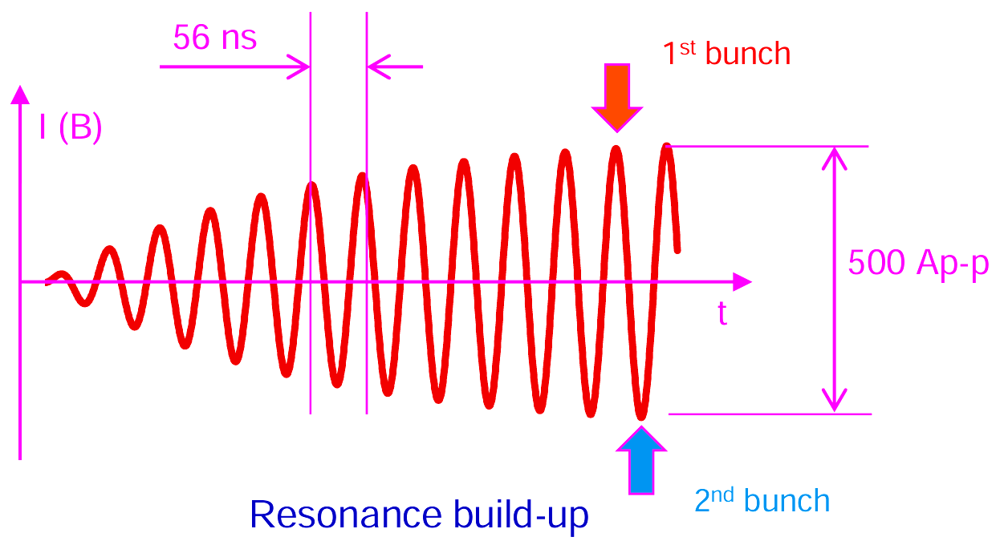 56 ns
1st bunch
I (B)
500 Ap-p
t
2nd bunch
Resonance build-up